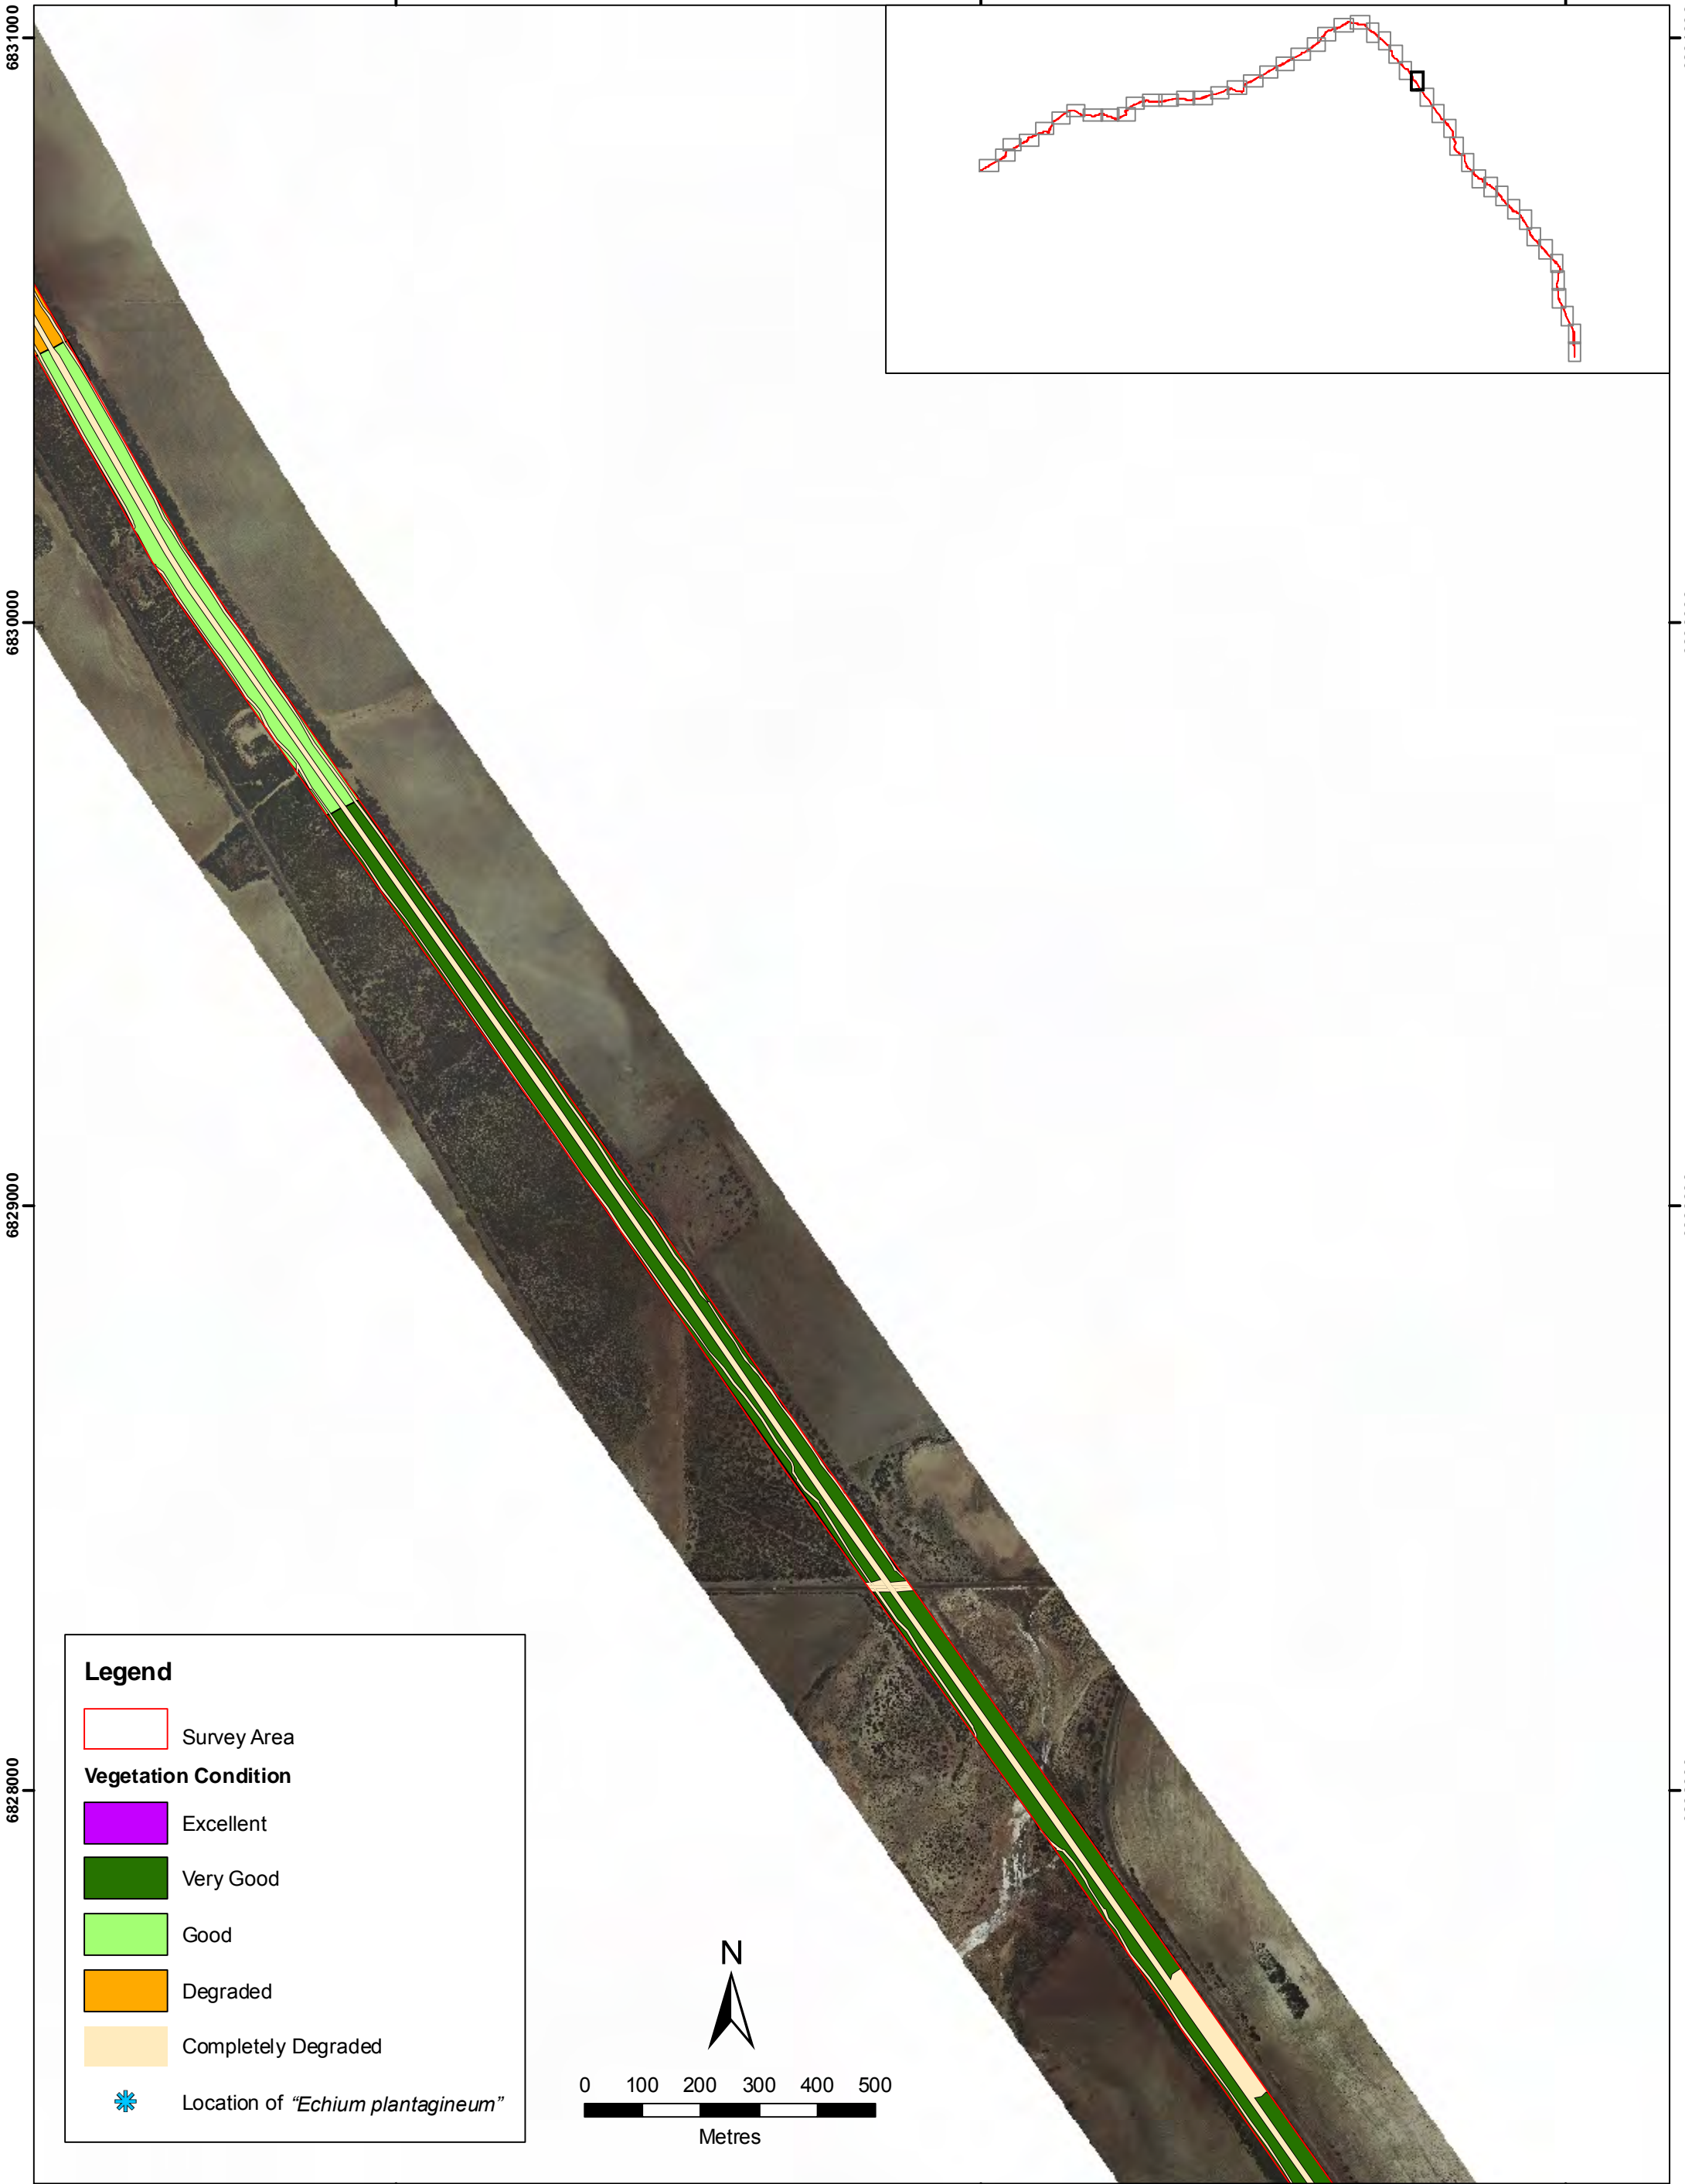 6831000
6830000
6829000
6828000
Legend
Survey Area
Vegetation Condition
Excellent
Very Good
Good
Degraded
Completely Degraded
Location of “Echium plantagineum”
N
0 100 200 300 400 500
Metres